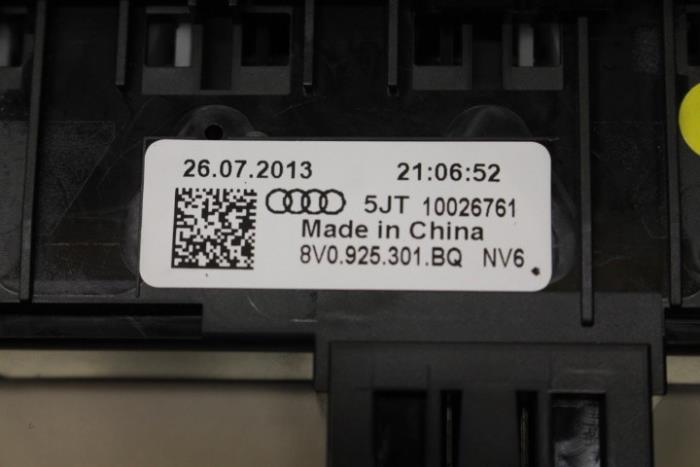 26.07.2013 21:06:52
5JT 10026761
Made in China
8V0.925.301.BQ NV6